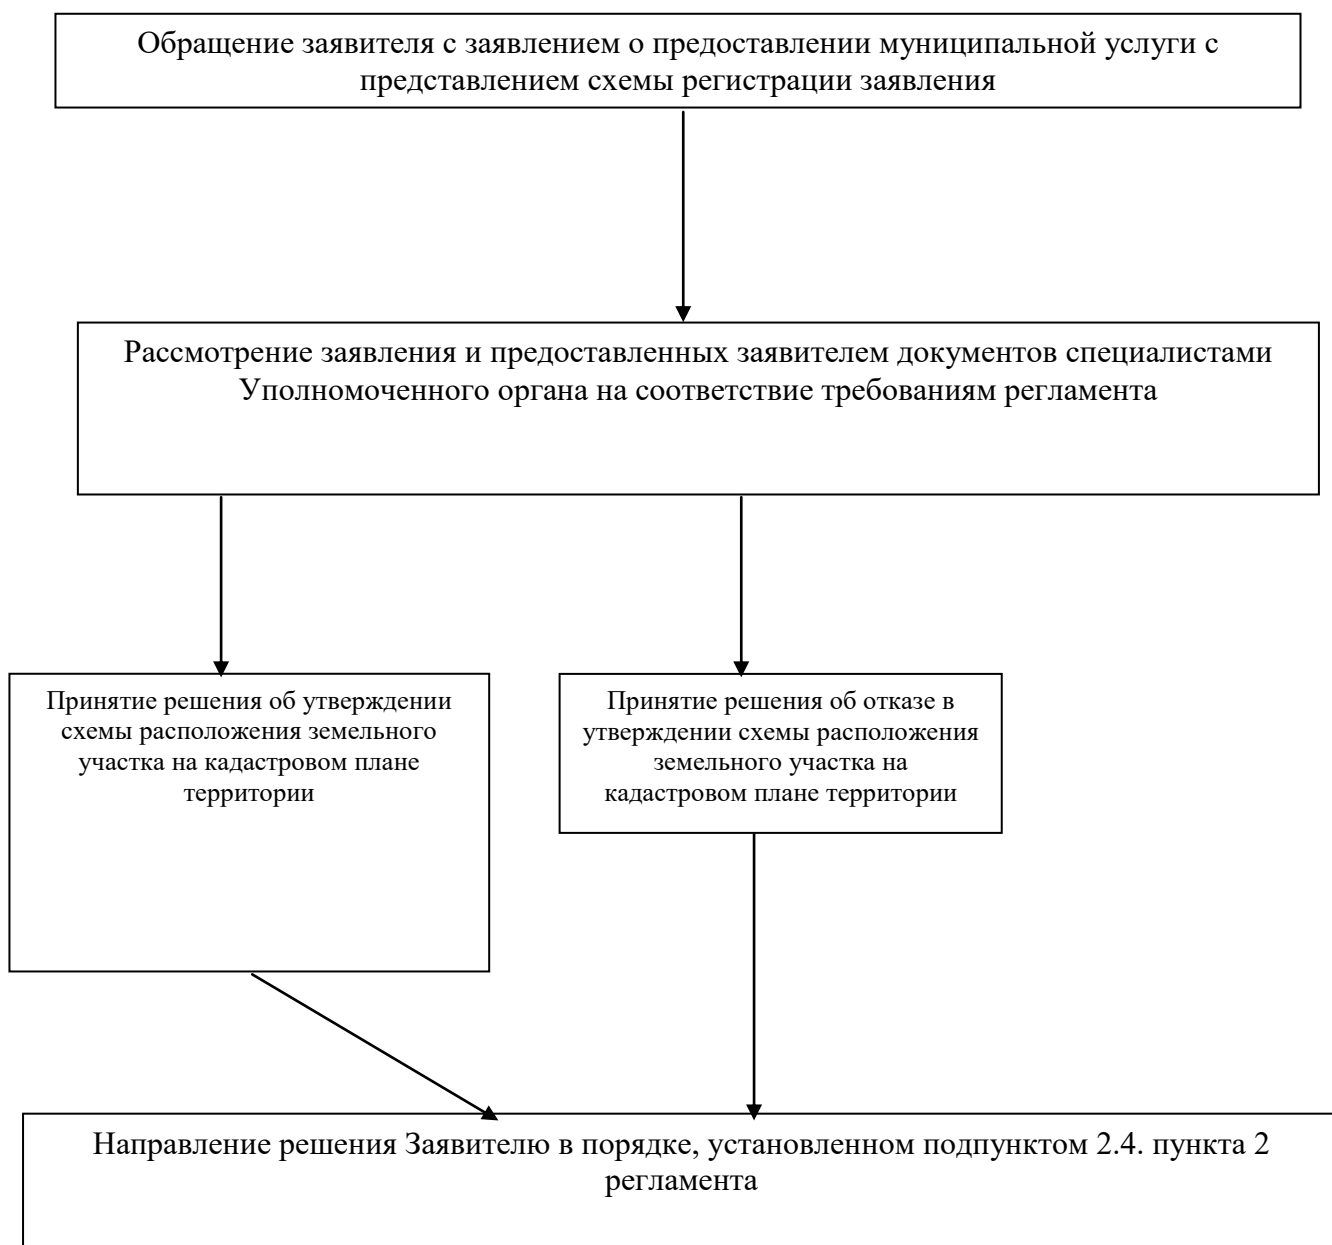 Обращение заявителя с заявлением о предоставлении муниципальной услуги с
представлением схемы регистрации заявления
Рассмотрение заявления и предоставленных заявителем документов специалистами
Уполномоченного органа на соответствие требованиям регламента
Принятие решения об утверждении
схемы расположения земельного
участка на кадастровом плане
территории
Принятие решения об отказе в
утверждении схемы расположения
земельного участка на
кадастровом плане территории
Направление решения Заявителю в порядке, установленном подпунктом 2.4. пункта 2
регламента